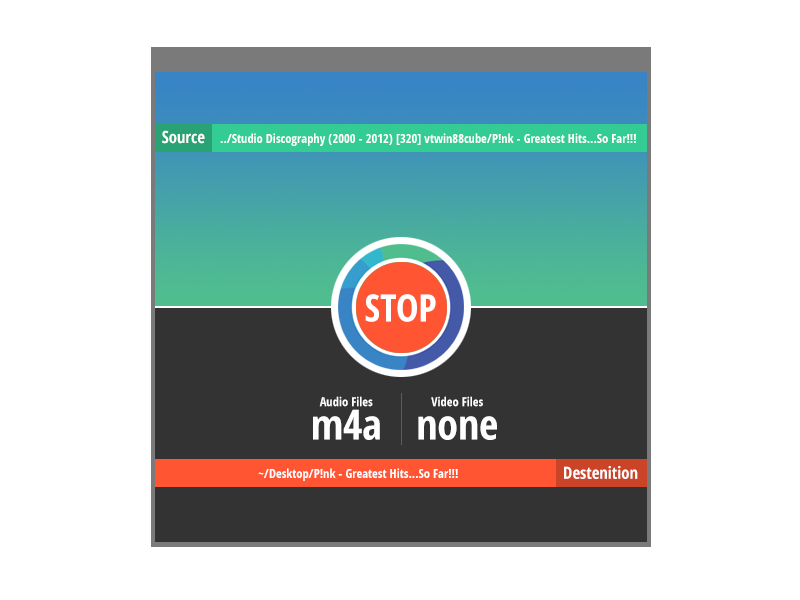 Source ../Studio Discography (2000 - 2012) [320] vtwin88cube/P!nk - Greatest Hits...So Far!!!
STOP
Audio Files Video Files
m4a none
~/Desktop/P!nk - Greatest Hits...So Far!!! Destenition